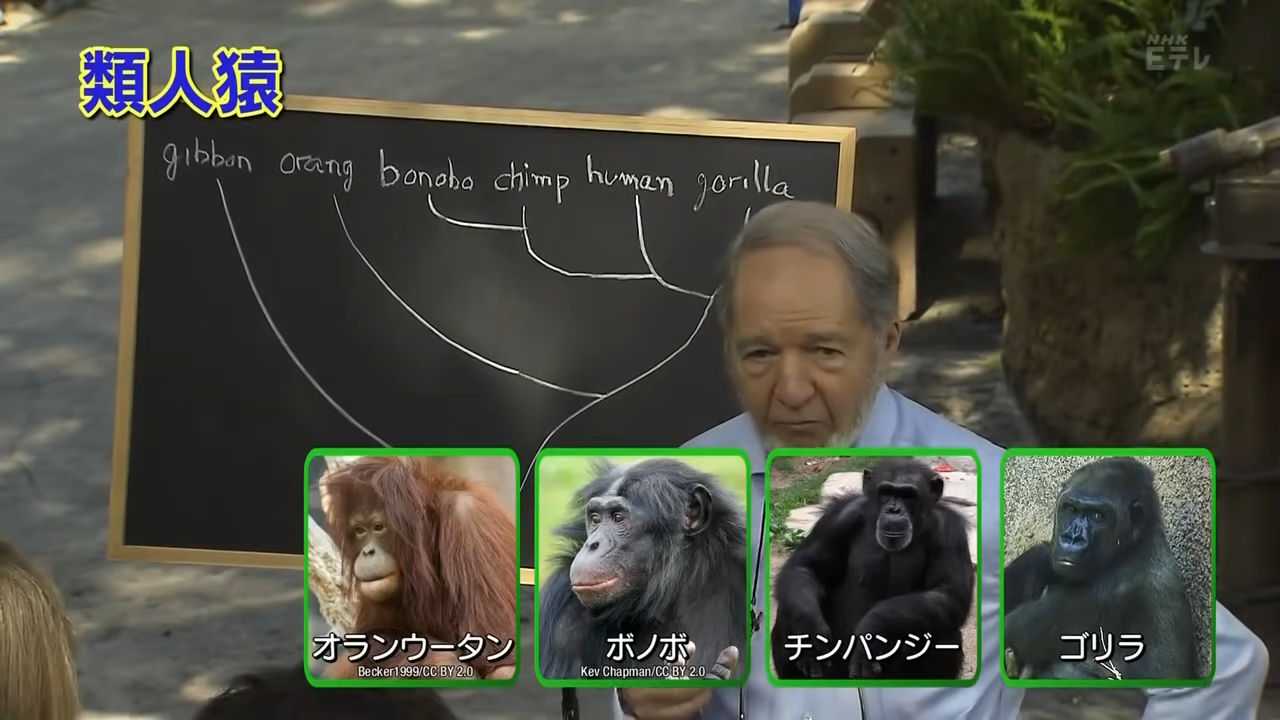 類人猿
NHK
Eテレ
gibbon orang bonobo chimp human gorilla
オランウータン
Becker1999/CC BY 2.0
ボノボ
Kev Chapman/CC BY 2.0
チンパンジー
ゴリラ